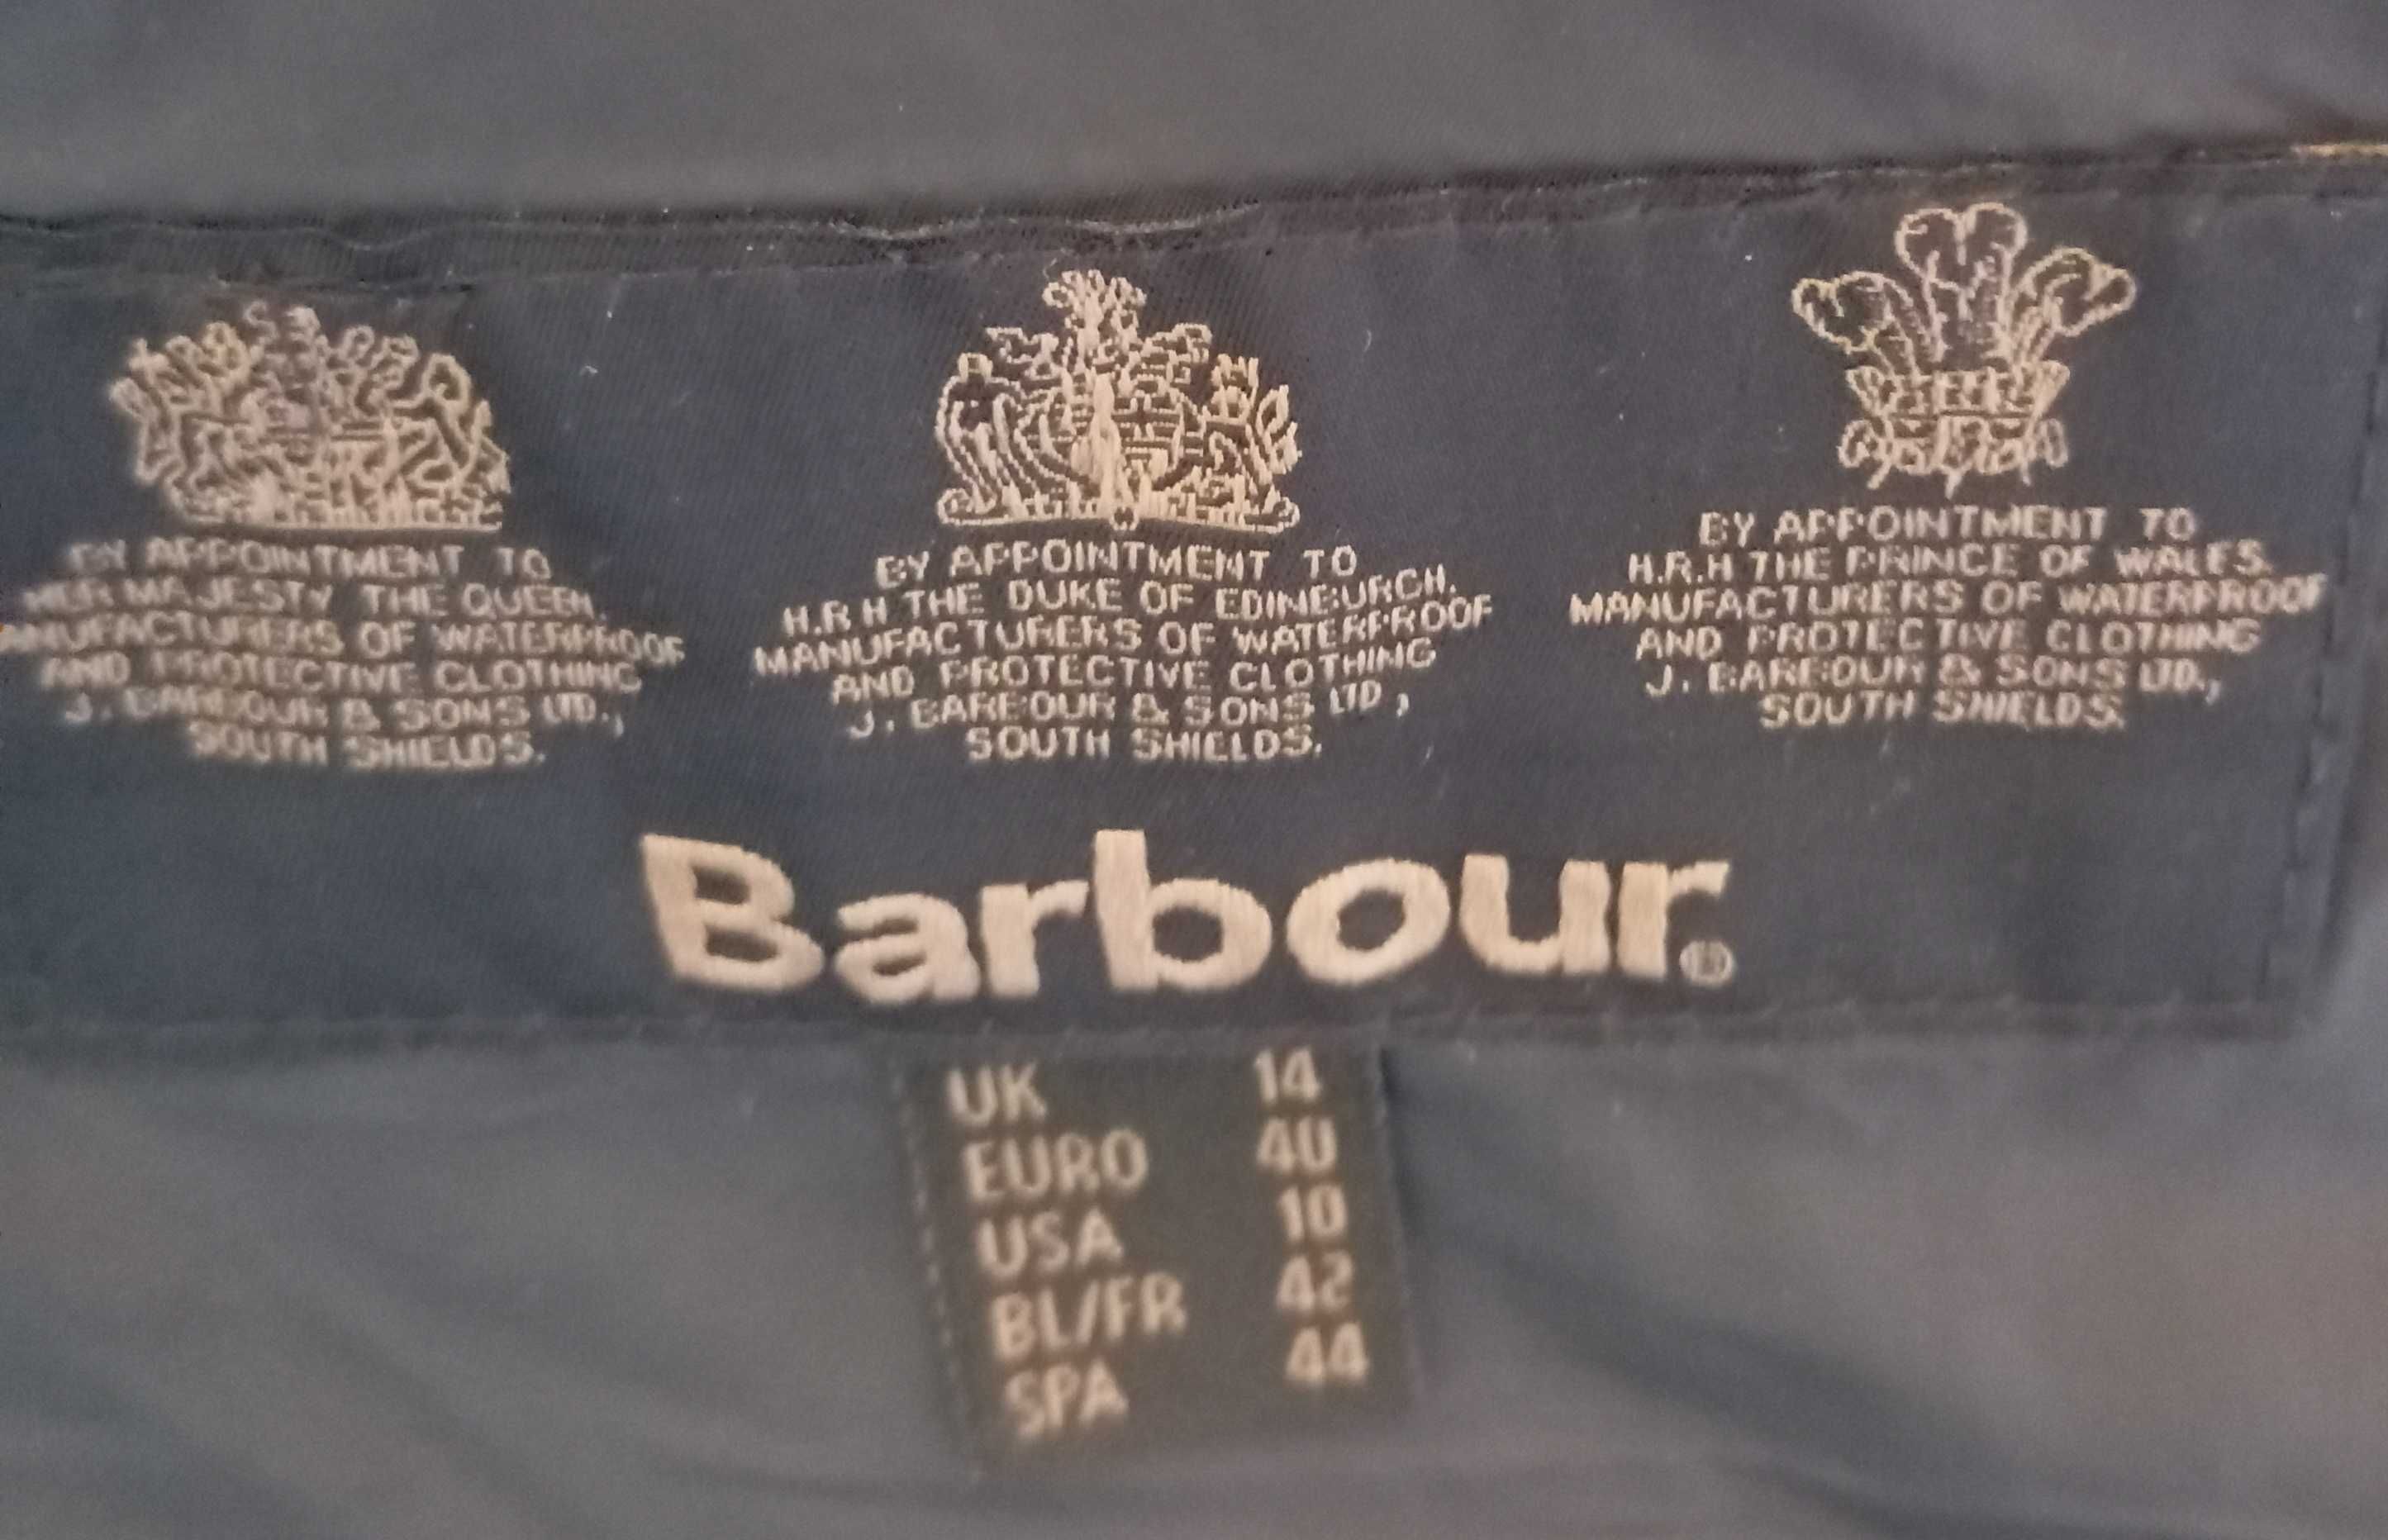 BY APPOINTMENT TO
HER MAJESTY THE QUEEN.
MANUFACTURERS OF WATERPROOF
AND PROTECTIVE CLOTHING
J. BARBOUR & SONS LTD.,
SOUTH SHIELDS.
BY APPOINTMENT TO
H.R.H THE DUKE OF EDINBURGH.
MANUFACTURERS OF WATERPROOF
AND PROTECTIVE CLOTHING
J. BARBOUR & SONS LTD,
SOUTH SHIELDS.
BY APPOINTMENT TO
H.R.H THE PRINCE OF WALES.
MANUFACTURERS OF WATERPROOF
AND PROTECTIVE CLOTHING
J. BARBOUR & SONS LTD.,
SOUTH SHIELDS.
Barbour®
UK 14
EURO 40
USA 10
BL/FR 42
SPA 44